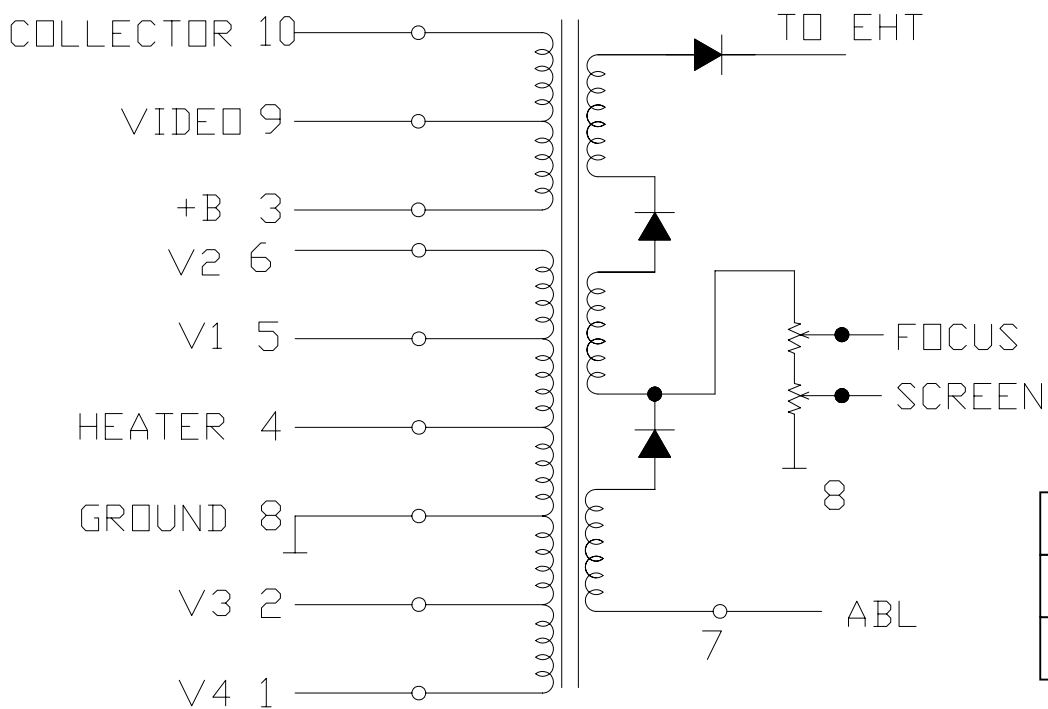 COLLECTOR 10
TO EHT
VIDEO 9
+B 3
V2 6
V1 5
FOCUS
SCREEN
HEATER 4
8
GROUND 8
V3 2
ABL
7
V4 1